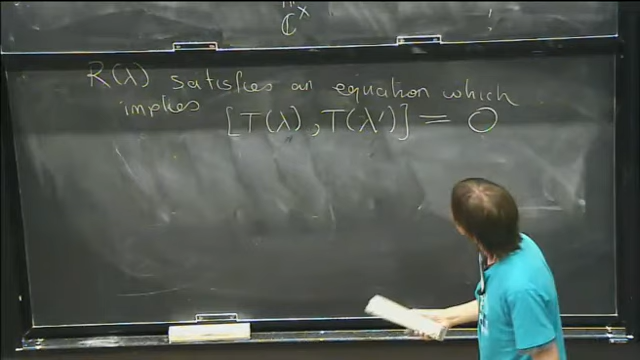 ℂ^x
R(λ) satisfies an equation which
implies [T(λ), T(λ')] = 0